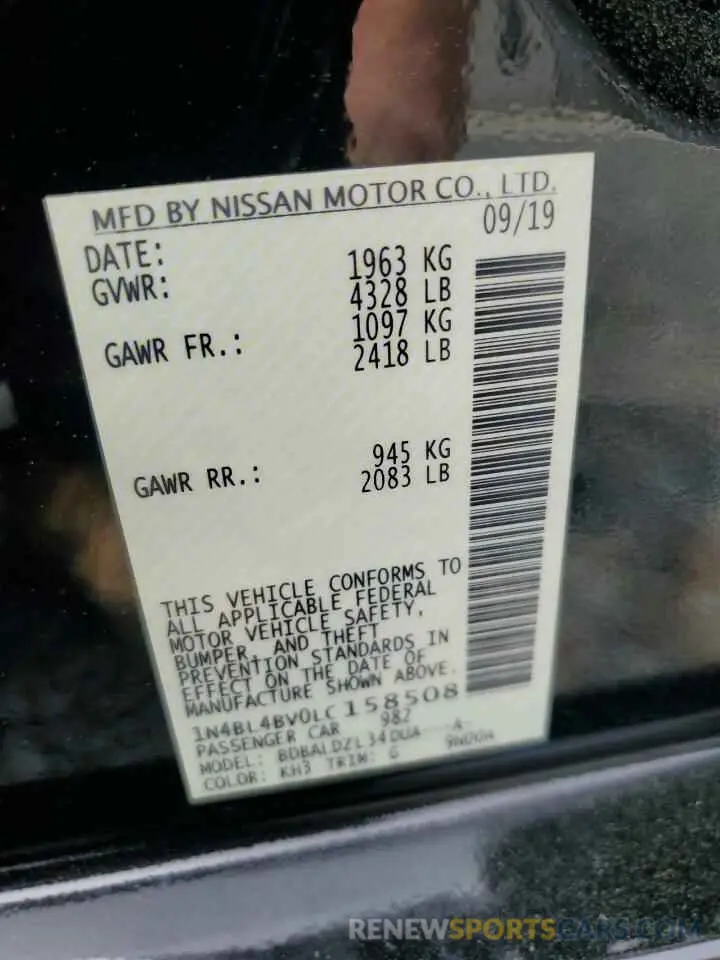 MFD BY NISSAN MOTOR CO., LTD.
DATE: 09/19
GVWR: 1963 KG
4328 LB
GAWR FR.: 1097 KG
2418 LB
GAWR RR.: 945 KG
2083 LB
THIS VEHICLE CONFORMS TO
ALL APPLICABLE FEDERAL
MOTOR VEHICLE SAFETY,
BUMPER, AND THEFT
PREVENTION STANDARDS IN
EFFECT ON THE DATE OF
MANUFACTURE SHOWN ABOVE.
1N4BL4BV0LC158508
PASSENGER CAR 982
MODEL: BDBALDZL34DUA----A-
COLOR: KH3 TRIM: G
RENEWSPORTSCARS.COM